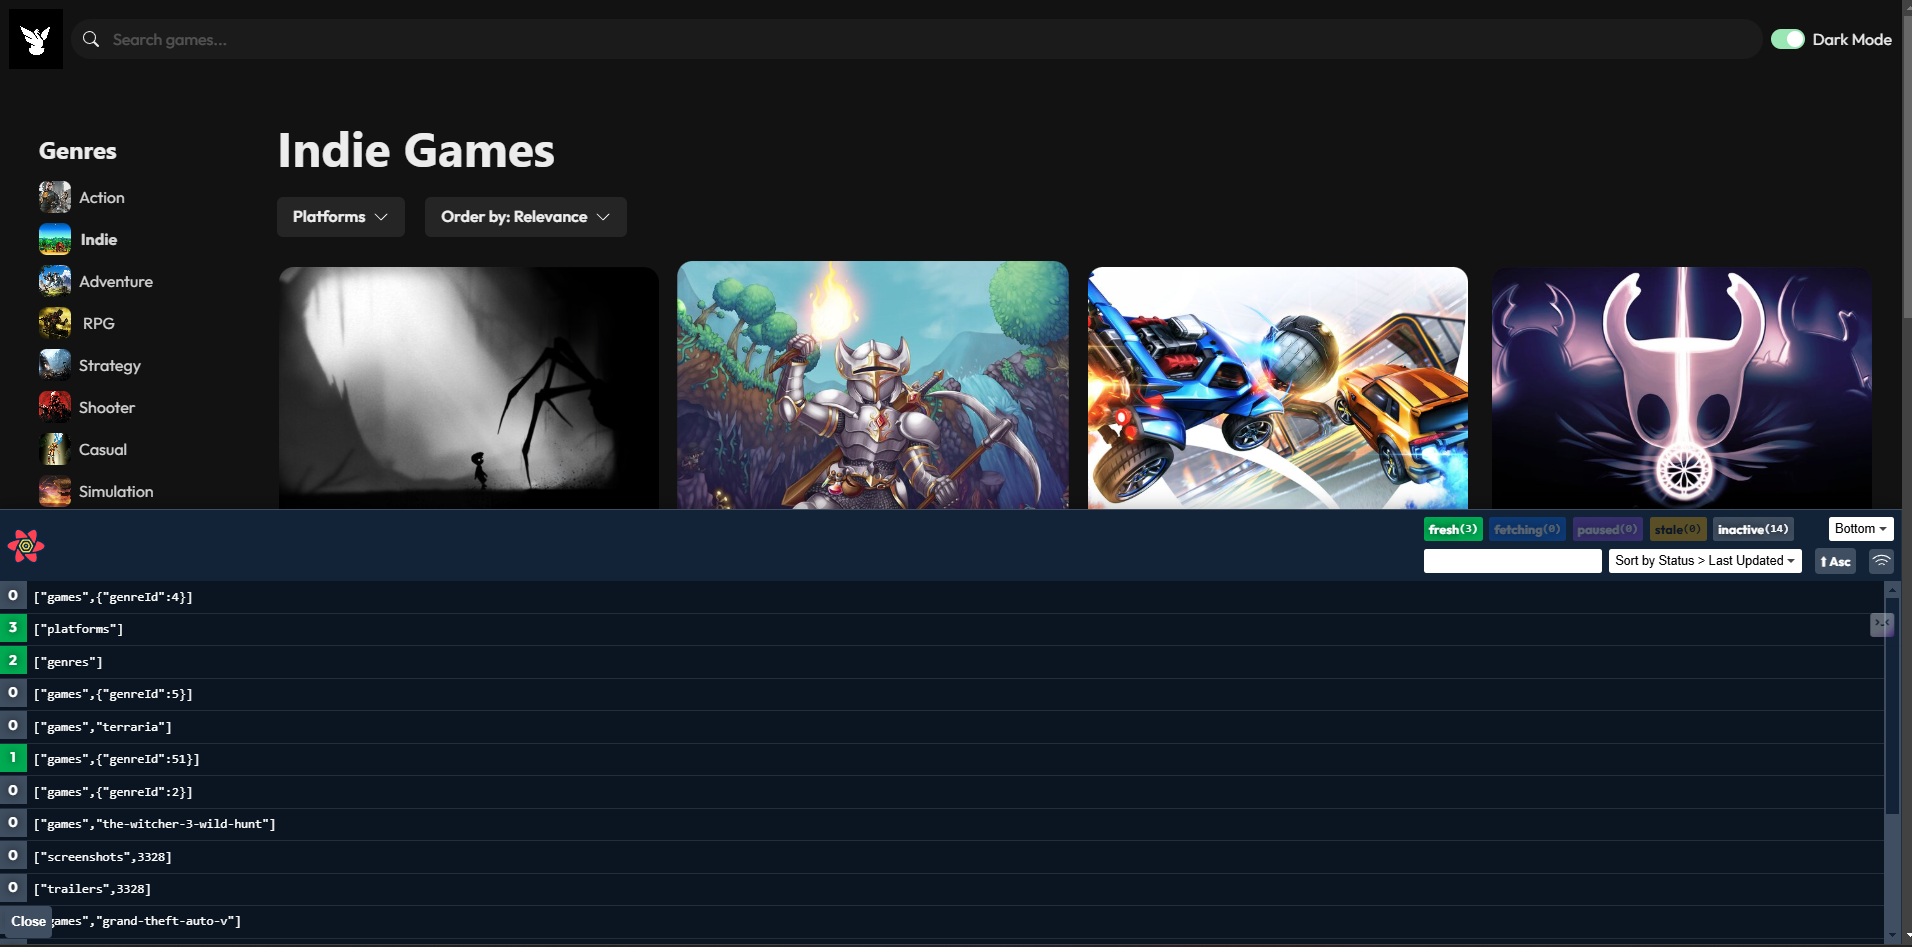 Search games...
Dark Mode
Genres
Action
Indie
Adventure
RPG
Strategy
Shooter
Casual
Simulation
Indie Games
Platforms
Order by: Relevance
fresh(3) fetching(0) paused(0) stale(0) inactive(14)
Bottom
Sort by Status > Last Updated
Asc
0 ["games",{"genreId":4}]
3 ["platforms"]
2 ["genres"]
0 ["games",{"genreId":5}]
0 ["games","terraria"]
1 ["games",{"genreId":51}]
0 ["games",{"genreId":2}]
0 ["games","the-witcher-3-wild-hunt"]
0 ["screenshots",3328]
0 ["trailers",3328]
Close
games","grand-theft-auto-v"]